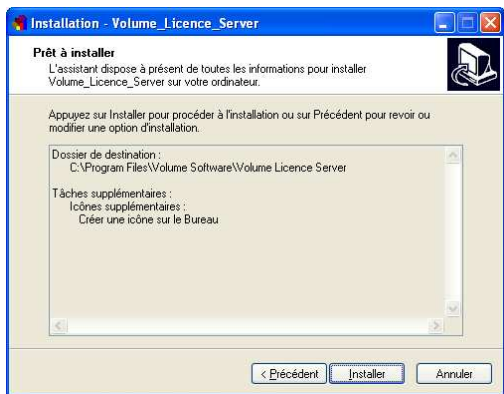 Installation - Volume_Licence_Server
Prêt à installer
L'assistant dispose à présent de toutes les informations pour installer
Volume_Licence_Server sur votre ordinateur.
Appuyez sur Installer pour procéder à l'installation ou sur Précédent pour revoir ou
modifier une option d'installation.
Dossier de destination :
C:\Program Files\Volume Software\Volume Licence Server
Tâches supplémentaires :
Icônes supplémentaires :
Créer une icône sur le Bureau
< Précédent
Installer
Annuler